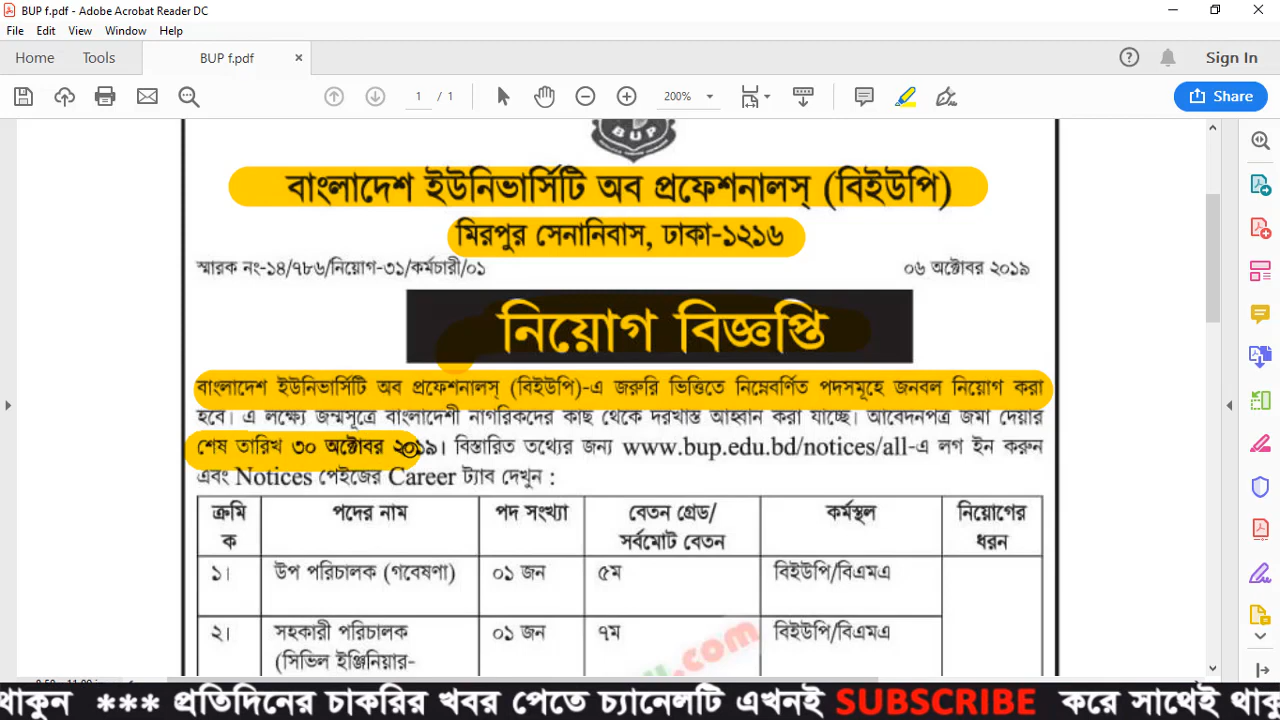 BUP f.pdf - Adobe Acrobat Reader DC
File Edit View Window Help
Home Tools BUP f.pdf × Sign In
1 / 1 200% Share
BUP
বাংলাদেশ ইউনিভার্সিটি অব প্রফেশনালস্ (বিইউপি)
মিরপুর সেনানিবাস, ঢাকা-১২১৬
স্মারক নং-১৪/৭৮৬/নিয়োগ-৩১/কর্মচারী/০১ ০৬ অক্টোবর ২০১৯
নিয়োগ বিজ্ঞপ্তি
বাংলাদেশ ইউনিভার্সিটি অব প্রফেশনালস্ (বিইউপি)-এ জরুরি ভিত্তিতে নিম্নেবর্ণিত পদসমূহে জনবল নিয়োগ করা
হবে। এ লক্ষ্যে জন্মসূত্রে বাংলাদেশী নাগরিকদের কাছ থেকে দরখাস্ত আহ্বান করা যাচ্ছে। আবেদনপত্র জমা দেয়ার
শেষ তারিখ ৩০ অক্টোবর ২০১৯। বিস্তারিত তথ্যের জন্য www.bup.edu.bd/notices/all-এ লগ ইন করুন
এবং Notices পেইজের Career ট্যাব দেখুন :
ক্রমিক পদের নাম পদ সংখ্যা বেতন গ্রেড/ সর্বমোট বেতন কর্মস্থল নিয়োগের ধরন
১। উপ পরিচালক (গবেষণা) ০১ জন ৫ম বিইউপি/বিএমএ
২। সহকারী পরিচালক ০১ জন ৭ম বিইউপি/বিএমএ
(সিভিল ইঞ্জিনিয়ার-
.com
থাকুন *** প্রতিদিনের চাকরির খবর পেতে চ্যানেলটি এখনই SUBSCRIBE করে সাথেই